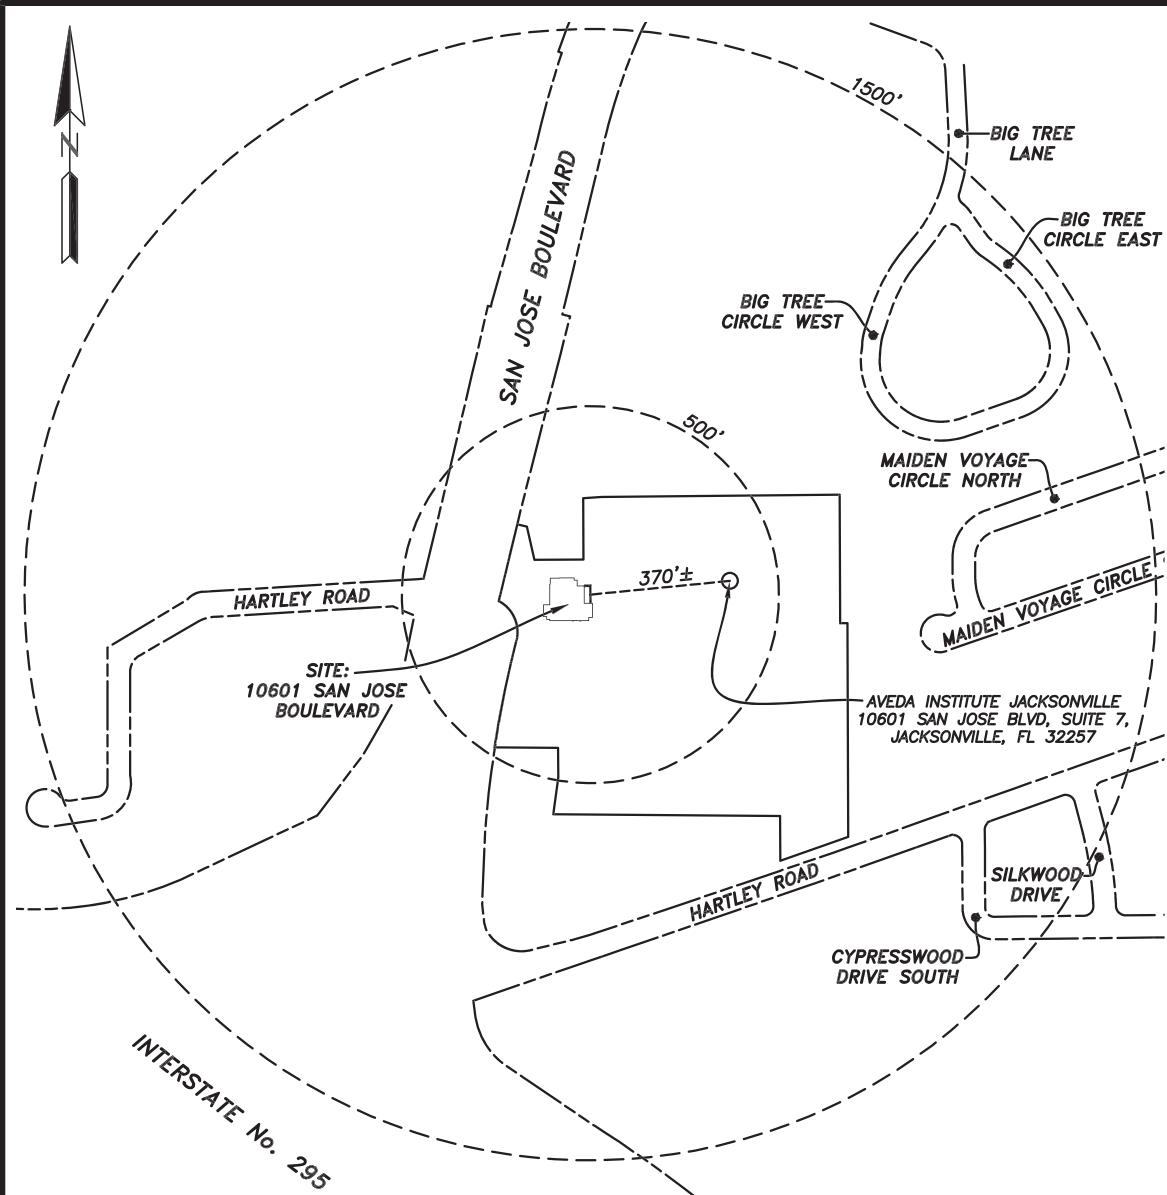 1500'
N
BIG TREE
LANE
BIG TREE
CIRCLE EAST
SAN JOSE BOULEVARD
BIG TREE
CIRCLE WEST
500'
MAIDEN VOYAGE
CIRCLE NORTH
370'±
HARTLEY ROAD
MAIDEN VOYAGE CIRCLE
SITE:
10601 SAN JOSE
BOULEVARD
AVEDA INSTITUTE JACKSONVILLE
10601 SAN JOSE BLVD, SUITE 7,
JACKSONVILLE, FL 32257
HARTLEY ROAD
SILKWOOD
DRIVE
CYPRESSWOOD
DRIVE SOUTH
INTERSTATE No. 295